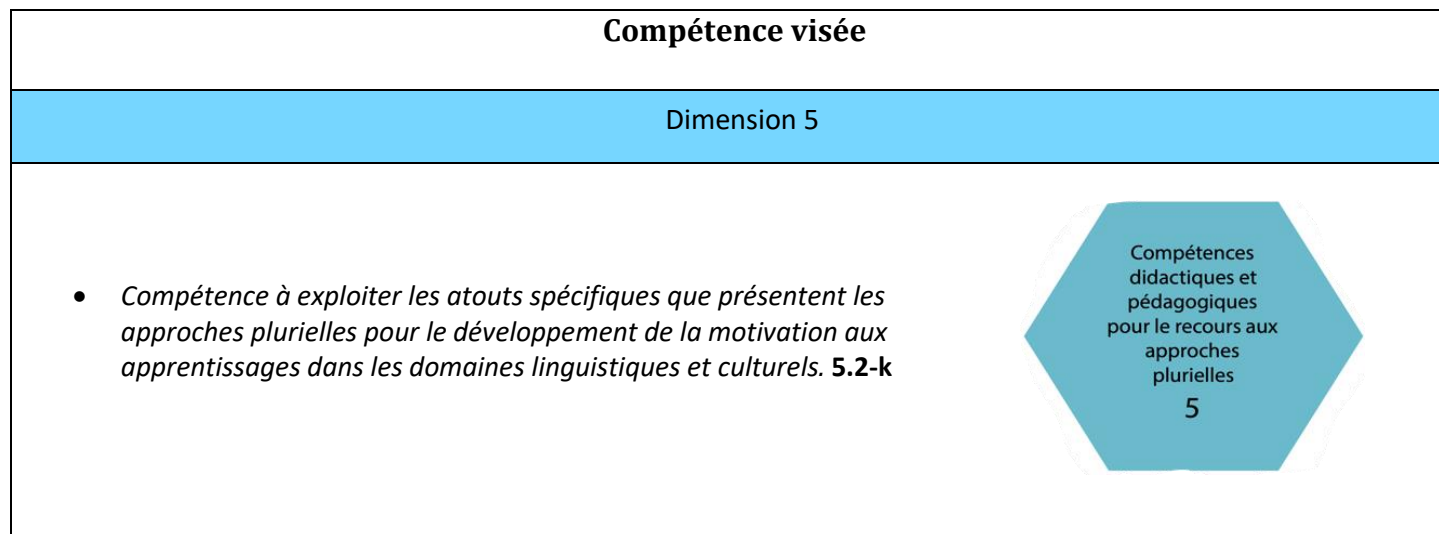 Compétence visée
Dimension 5
• Compétence à exploiter les atouts spécifiques que présentent les
approches plurielles pour le développement de la motivation aux
apprentissages dans les domaines linguistiques et culturels. 5.2-k
Compétences
didactiques et
pédagogiques
pour le recours aux
approches
plurielles
5